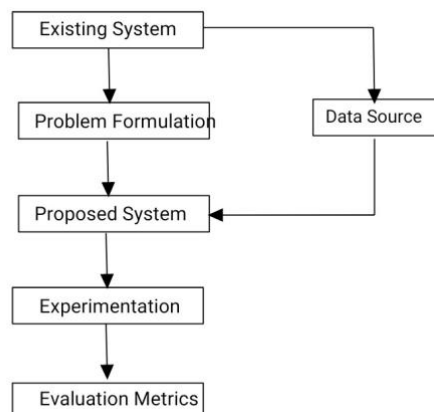 Existing System
Problem Formulation
Data Source
Proposed System
Experimentation
Evaluation Metrics